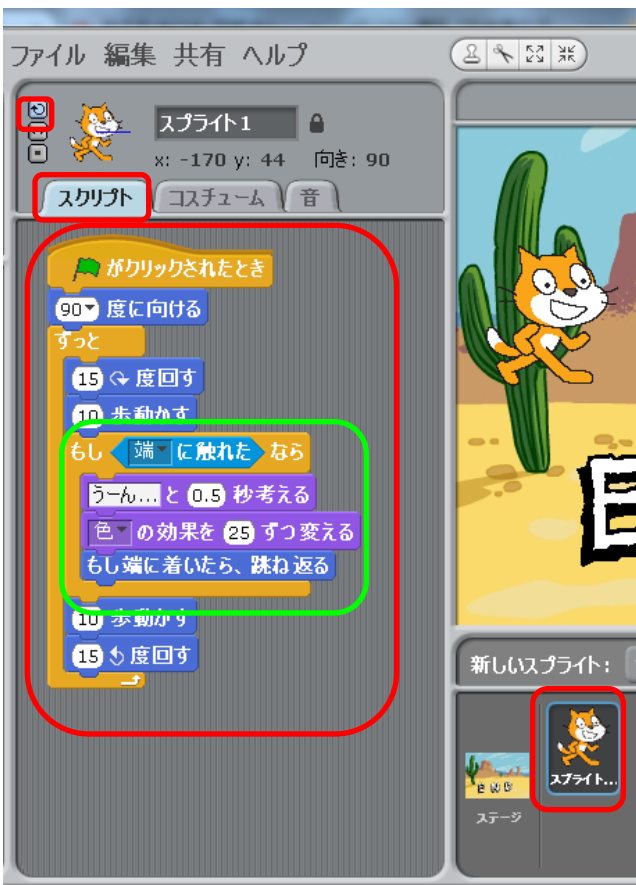 ファイル 編集 共有 ヘルプ
スプライト1
x: -170 y: 44 向き: 90
スクリプト コスチューム 音
がクリックされたとき
90 度に向ける
ずっと
15 度回す
10 歩動かす
もし 端 に触れた なら
うーん... と 0.5 秒考える
色 の効果を 25 ずつ変える
もし端に着いたら、跳ね返る
10 歩動かす
15 度回す
新しいスプライト:
スプライト...
ステージ